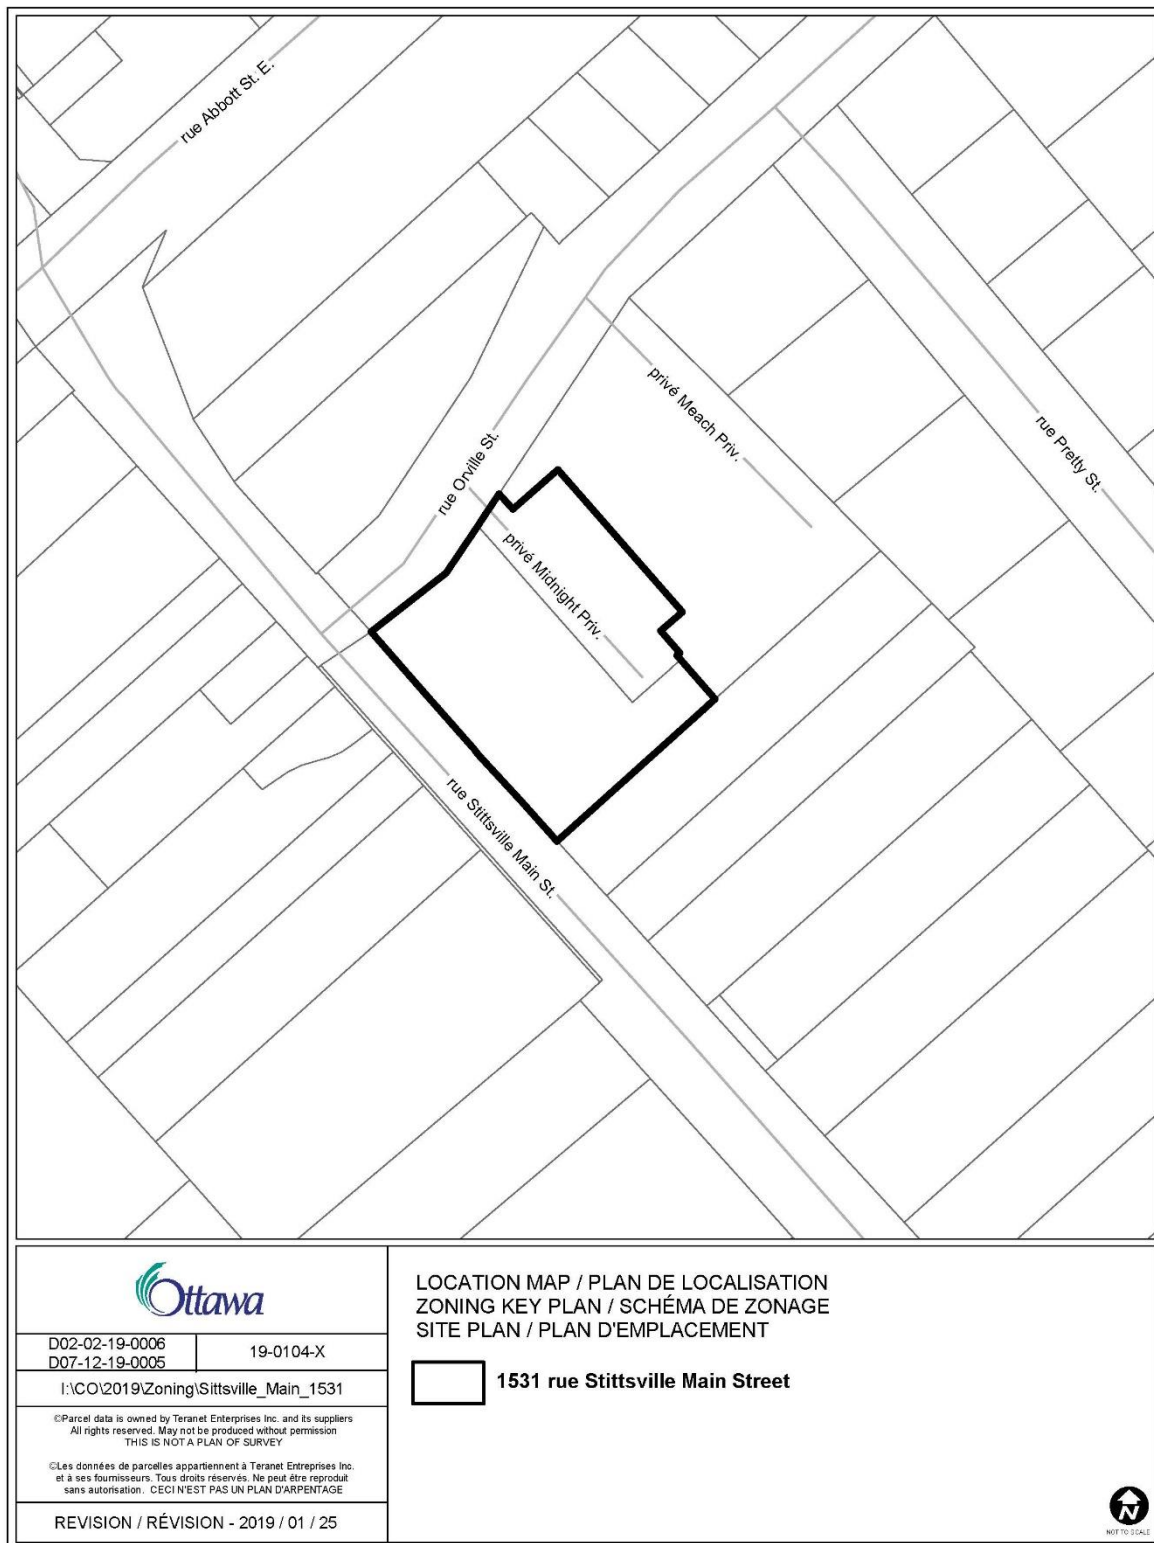 rue Abbott St. E.
privé Meach Priv.
rue Pretty St.
rue Orville St.
privé Midnight Priv.
rue Stittsville Main St.
Ottawa
D02-02-19-0006
D07-12-19-0005
19-0104-X
I:\CO\2019\Zoning\Sittsville_Main_1531
©Parcel data is owned by Teranet Enterprises Inc. and its suppliers
All rights reserved. May not be produced without permission
THIS IS NOT A PLAN OF SURVEY
©Les données de parcelles appartiennent à Teranet Entreprises Inc.
et à ses fournisseurs. Tous droits réservés. Ne peut être reproduit
sans autorisation. CECI N'EST PAS UN PLAN D'ARPENTAGE
REVISION / RÉVISION - 2019 / 01 / 25
LOCATION MAP / PLAN DE LOCALISATION
ZONING KEY PLAN / SCHÉMA DE ZONAGE
SITE PLAN / PLAN D'EMPLACEMENT
1531 rue Stittsville Main Street
N
NOT TO SCALE